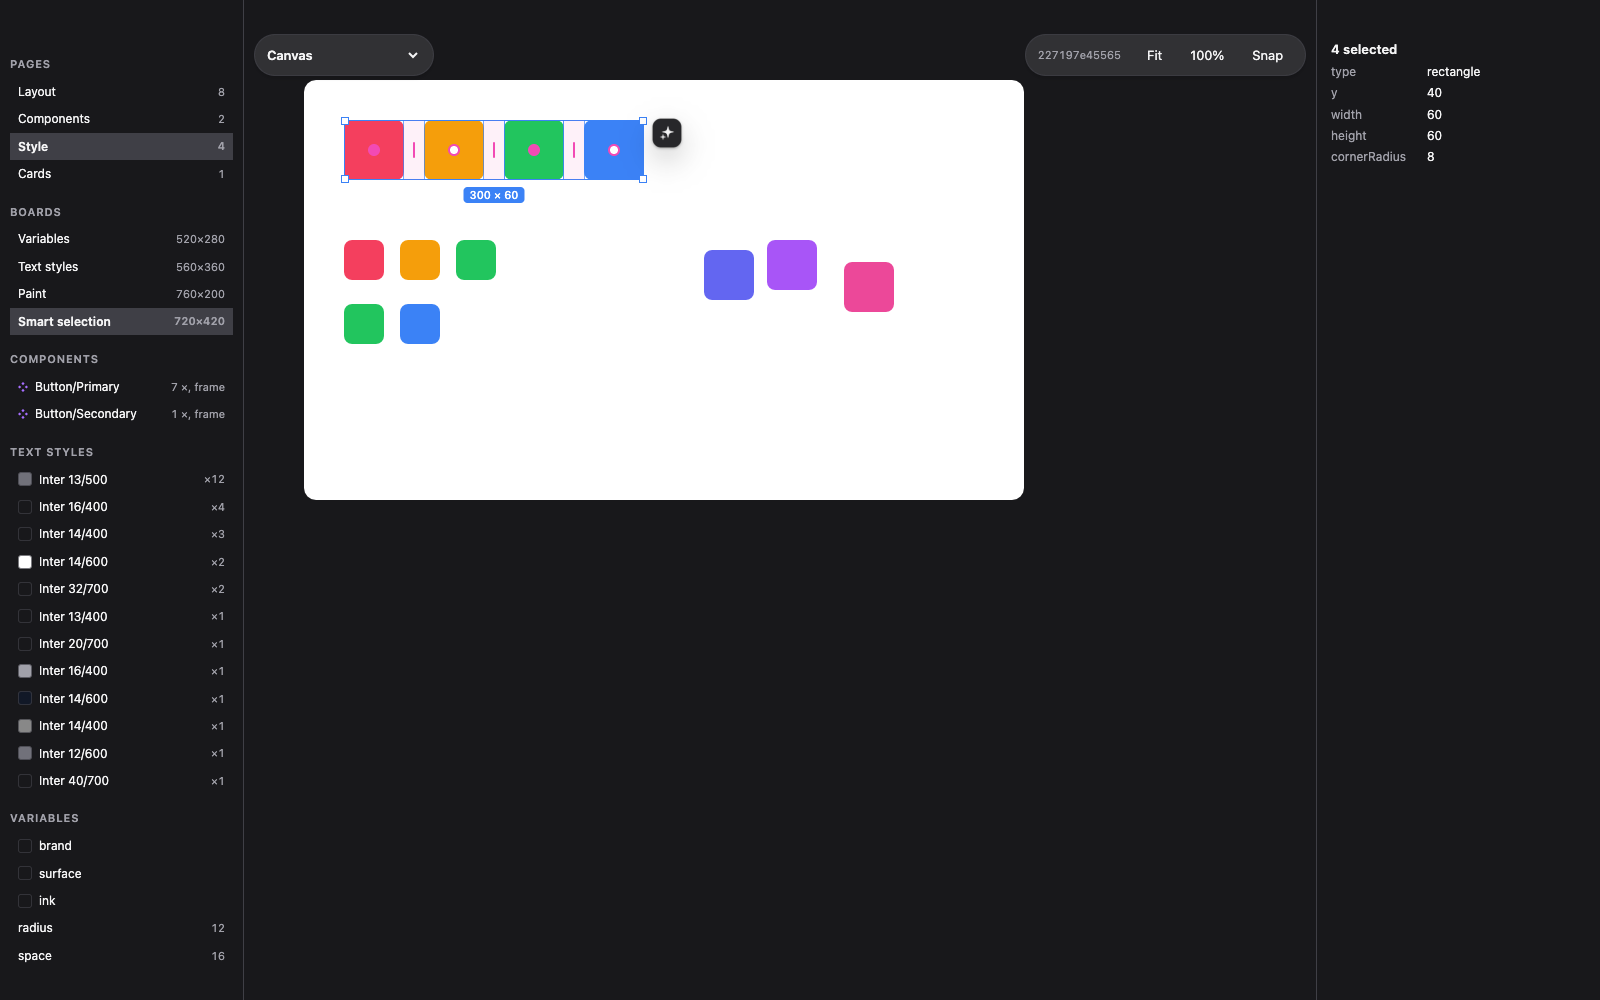 PAGES
Layout 8
Components 2
Style 4
Cards 1
BOARDS
Variables 520×280
Text styles 560×360
Paint 760×200
Smart selection 720×420
COMPONENTS
Button/Primary 7 ×, frame
Button/Secondary 1 ×, frame
TEXT STYLES
Inter 13/500 ×12
Inter 16/400 ×4
Inter 14/400 ×3
Inter 14/600 ×2
Inter 32/700 ×2
Inter 13/400 ×1
Inter 20/700 ×1
Inter 16/400 ×1
Inter 14/600 ×1
Inter 14/400 ×1
Inter 12/600 ×1
Inter 40/700 ×1
VARIABLES
brand
surface
ink
radius 12
space 16
Canvas
227197e45565 Fit 100% Snap
300 × 60
4 selected
type rectangle
y 40
width 60
height 60
cornerRadius 8